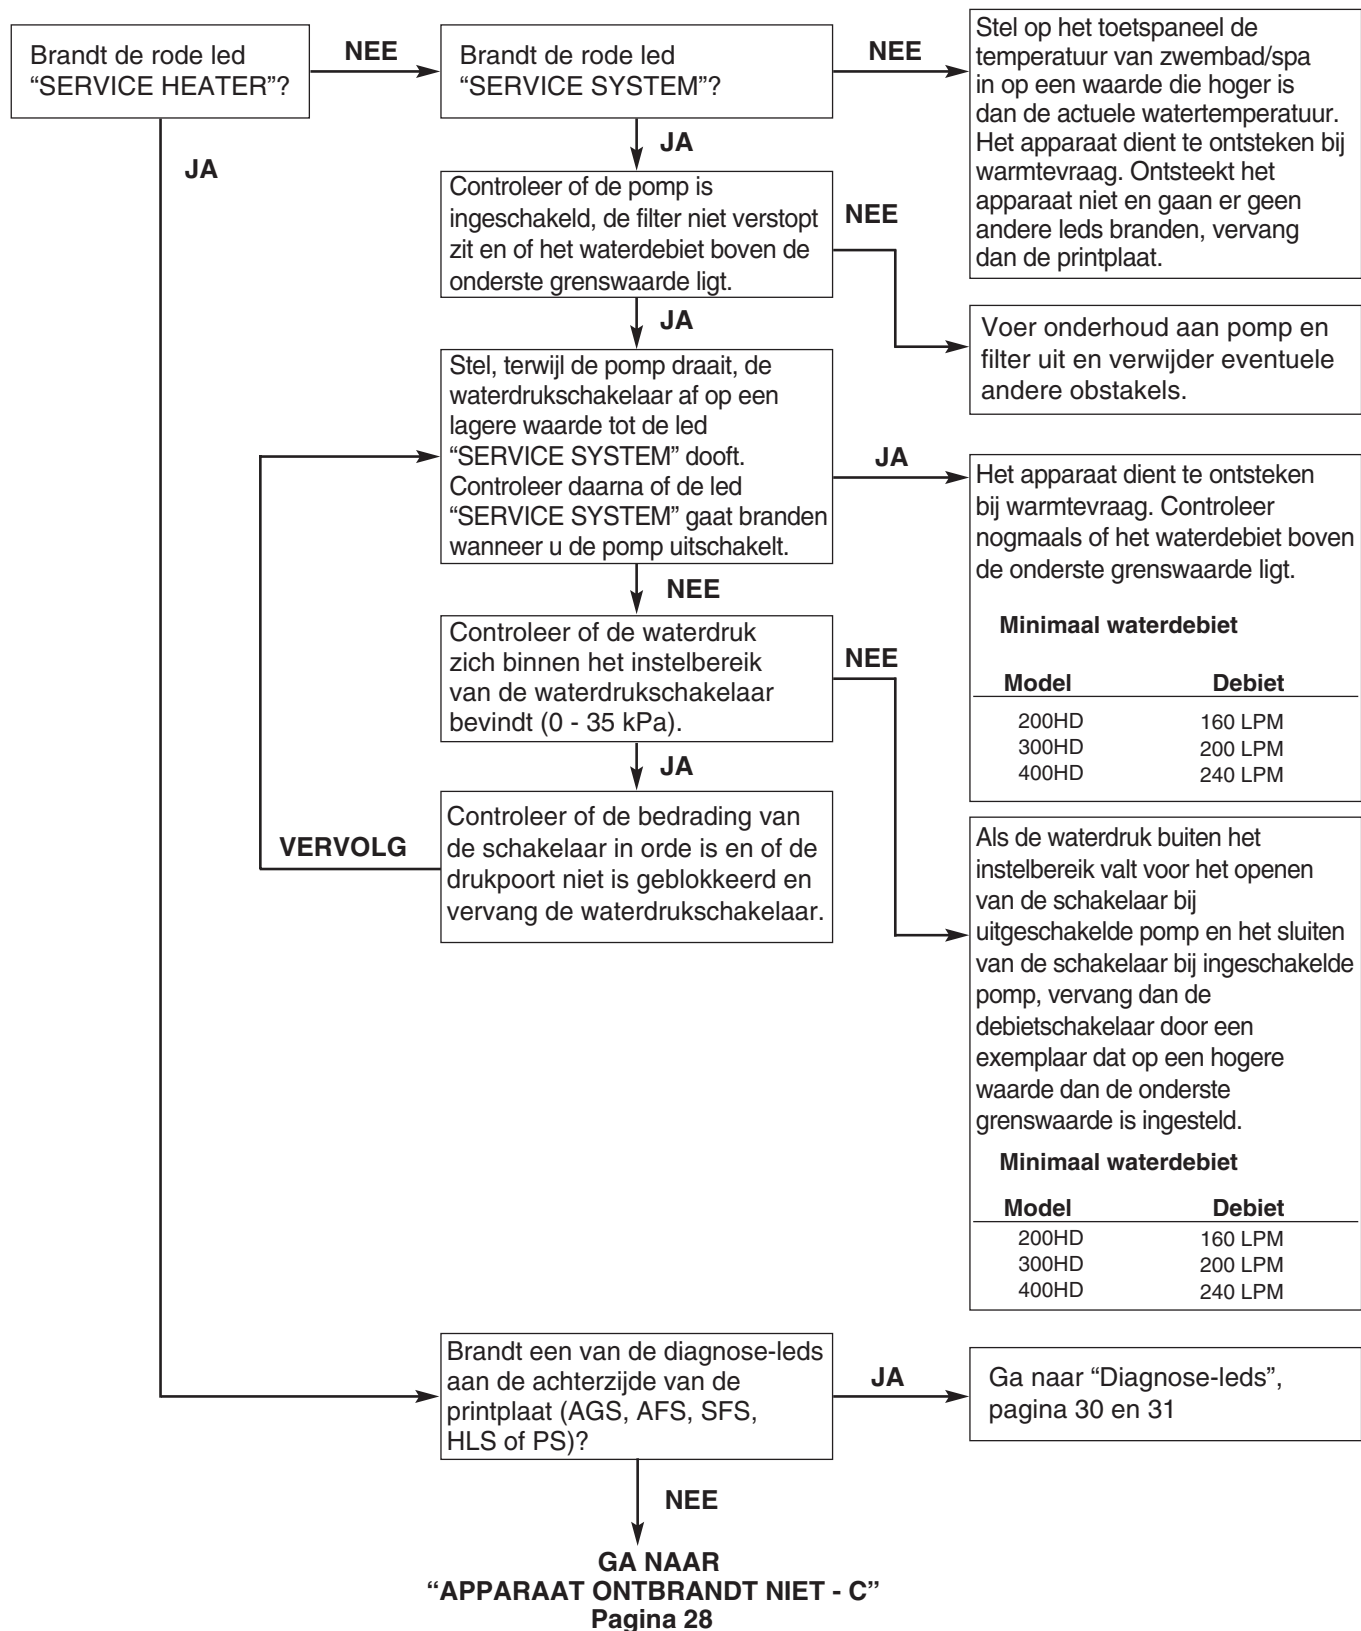 Brandt de rode led
“SERVICE HEATER”?
NEE
Brandt de rode led
“SERVICE SYSTEM”?
NEE
Stel op het toetspaneel de
temperatuur van zwembad/spa
in op een waarde die hoger is
dan de actuele watertemperatuur.
Het apparaat dient te ontsteken bij
warmtevraag. Ontsteekt het
apparaat niet en gaan er geen
andere leds branden, vervang
dan de printplaat.
JA
JA
Controleer of de pomp is
ingeschakeld, de filter niet verstopt
zit en of het waterdebiet boven de
onderste grenswaarde ligt.
NEE
Voer onderhoud aan pomp en
filter uit en verwijder eventuele
andere obstakels.
JA
Stel, terwijl de pomp draait, de
waterdrukschakelaar af op een
lagere waarde tot de led
“SERVICE SYSTEM” dooft.
Controleer daarna of de led
“SERVICE SYSTEM” gaat branden
wanneer u de pomp uitschakelt.
JA
Het apparaat dient te ontsteken
bij warmtevraag. Controleer
nogmaals of het waterdebiet boven
de onderste grenswaarde ligt.
Minimaal waterdebiet
Model Debiet
200HD 160 LPM
300HD 200 LPM
400HD 240 LPM
NEE
Controleer of de waterdruk
zich binnen het instelbereik
van de waterdrukschakelaar
bevindt (0 - 35 kPa).
NEE
JA
Controleer of de bedrading van
de schakelaar in orde is en of de
drukpoort niet is geblokkeerd en
vervang de waterdrukschakelaar.
VERVOLG
Als de waterdruk buiten het
instelbereik valt voor het openen
van de schakelaar bij
uitgeschakelde pomp en het sluiten
van de schakelaar bij ingeschakelde
pomp, vervang dan de
debietschakelaar door een
exemplaar dat op een hogere
waarde dan de onderste
grenswaarde is ingesteld.
Minimaal waterdebiet
Model Debiet
200HD 160 LPM
300HD 200 LPM
400HD 240 LPM
Brandt een van de diagnose-leds
aan de achterzijde van de
printplaat (AGS, AFS, SFS,
HLS of PS)?
JA
Ga naar “Diagnose-leds”,
pagina 30 en 31
NEE
GA NAAR
“APPARAAT ONTBRANDT NIET - C”
Pagina 28